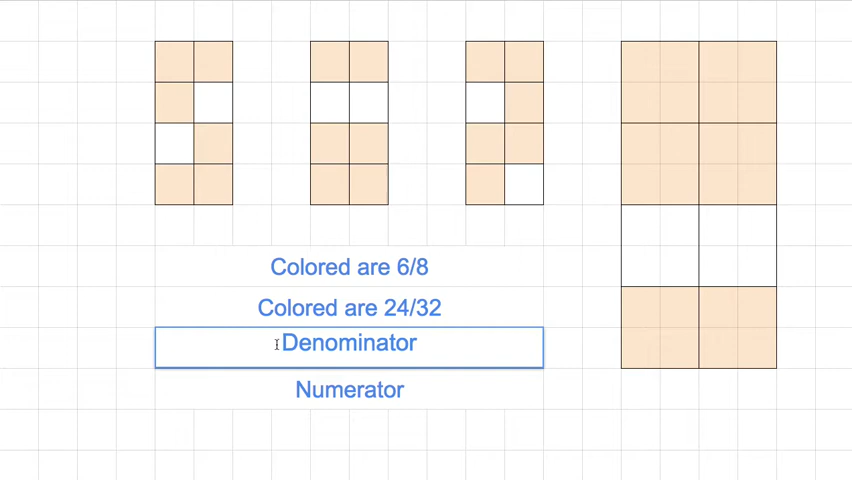 Colored are 6/8
Colored are 24/32
Denominator
Numerator